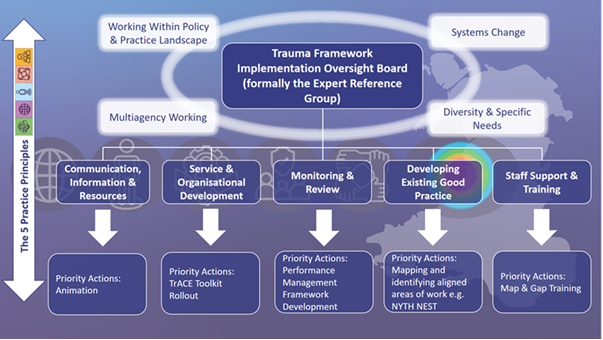 Working Within Policy
& Practice Landscape
Systems Change
Trauma Framework
Implementation Oversight Board
(formally the Expert Reference
Group)
Multiagency Working
Diversity & Specific
Needs
The 5 Practice Principles
Communication,
Information &
Resources
Service &
Organisational
Development
Monitoring &
Review
Developing
Existing Good
Practice
Staff Support &
Training
Priority Actions:
Animation
Priority Actions:
TrACE Toolkit
Rollout
Priority Actions:
Performance
Management
Framework
Development
Priority Actions:
Mapping and
identifying aligned
areas of work e.g.
NYTH NEST
Priority Actions:
Map & Gap Training